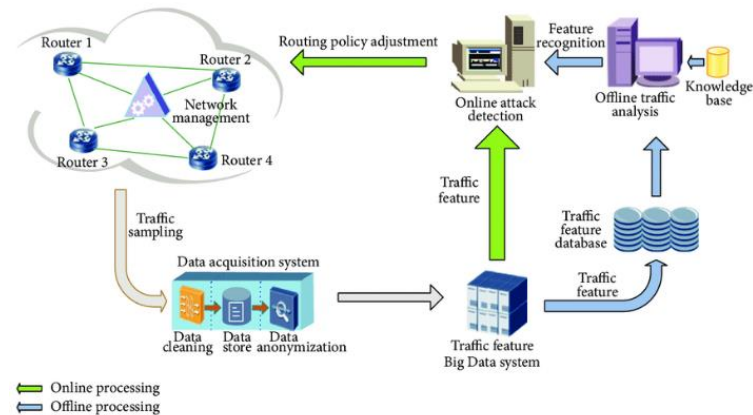 Router 1
Router 2
Network
management
Router 3
Router 4
Routing policy adjustment
Online attack
detection
Feature
recognition
Offline traffic
analysis
Knowledge
base
Traffic
sampling
Traffic
feature
Traffic
feature
database
Data acquisition system
Data
cleaning
Data
store
Data
anonymization
Traffic feature
Big Data system
Traffic
feature
Online processing
Offline processing